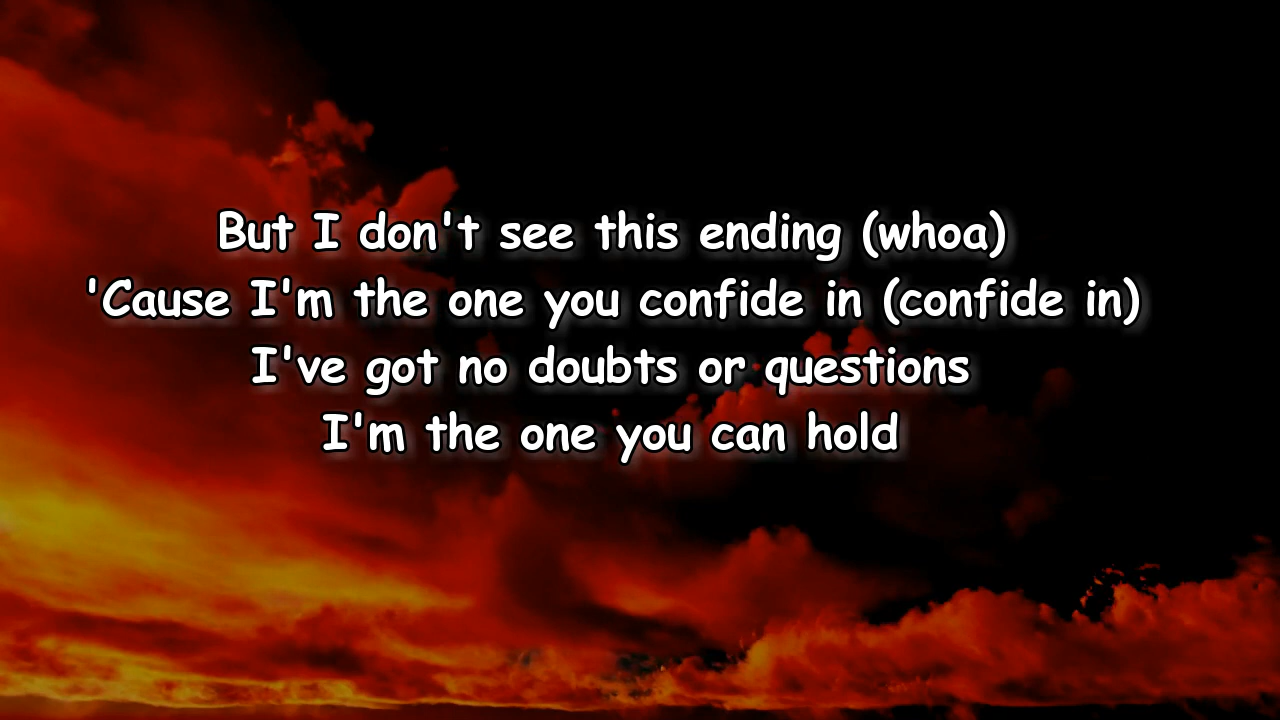 But I don't see this ending (whoa)
'Cause I'm the one you confide in (confide in)
I've got no doubts or questions
I'm the one you can hold